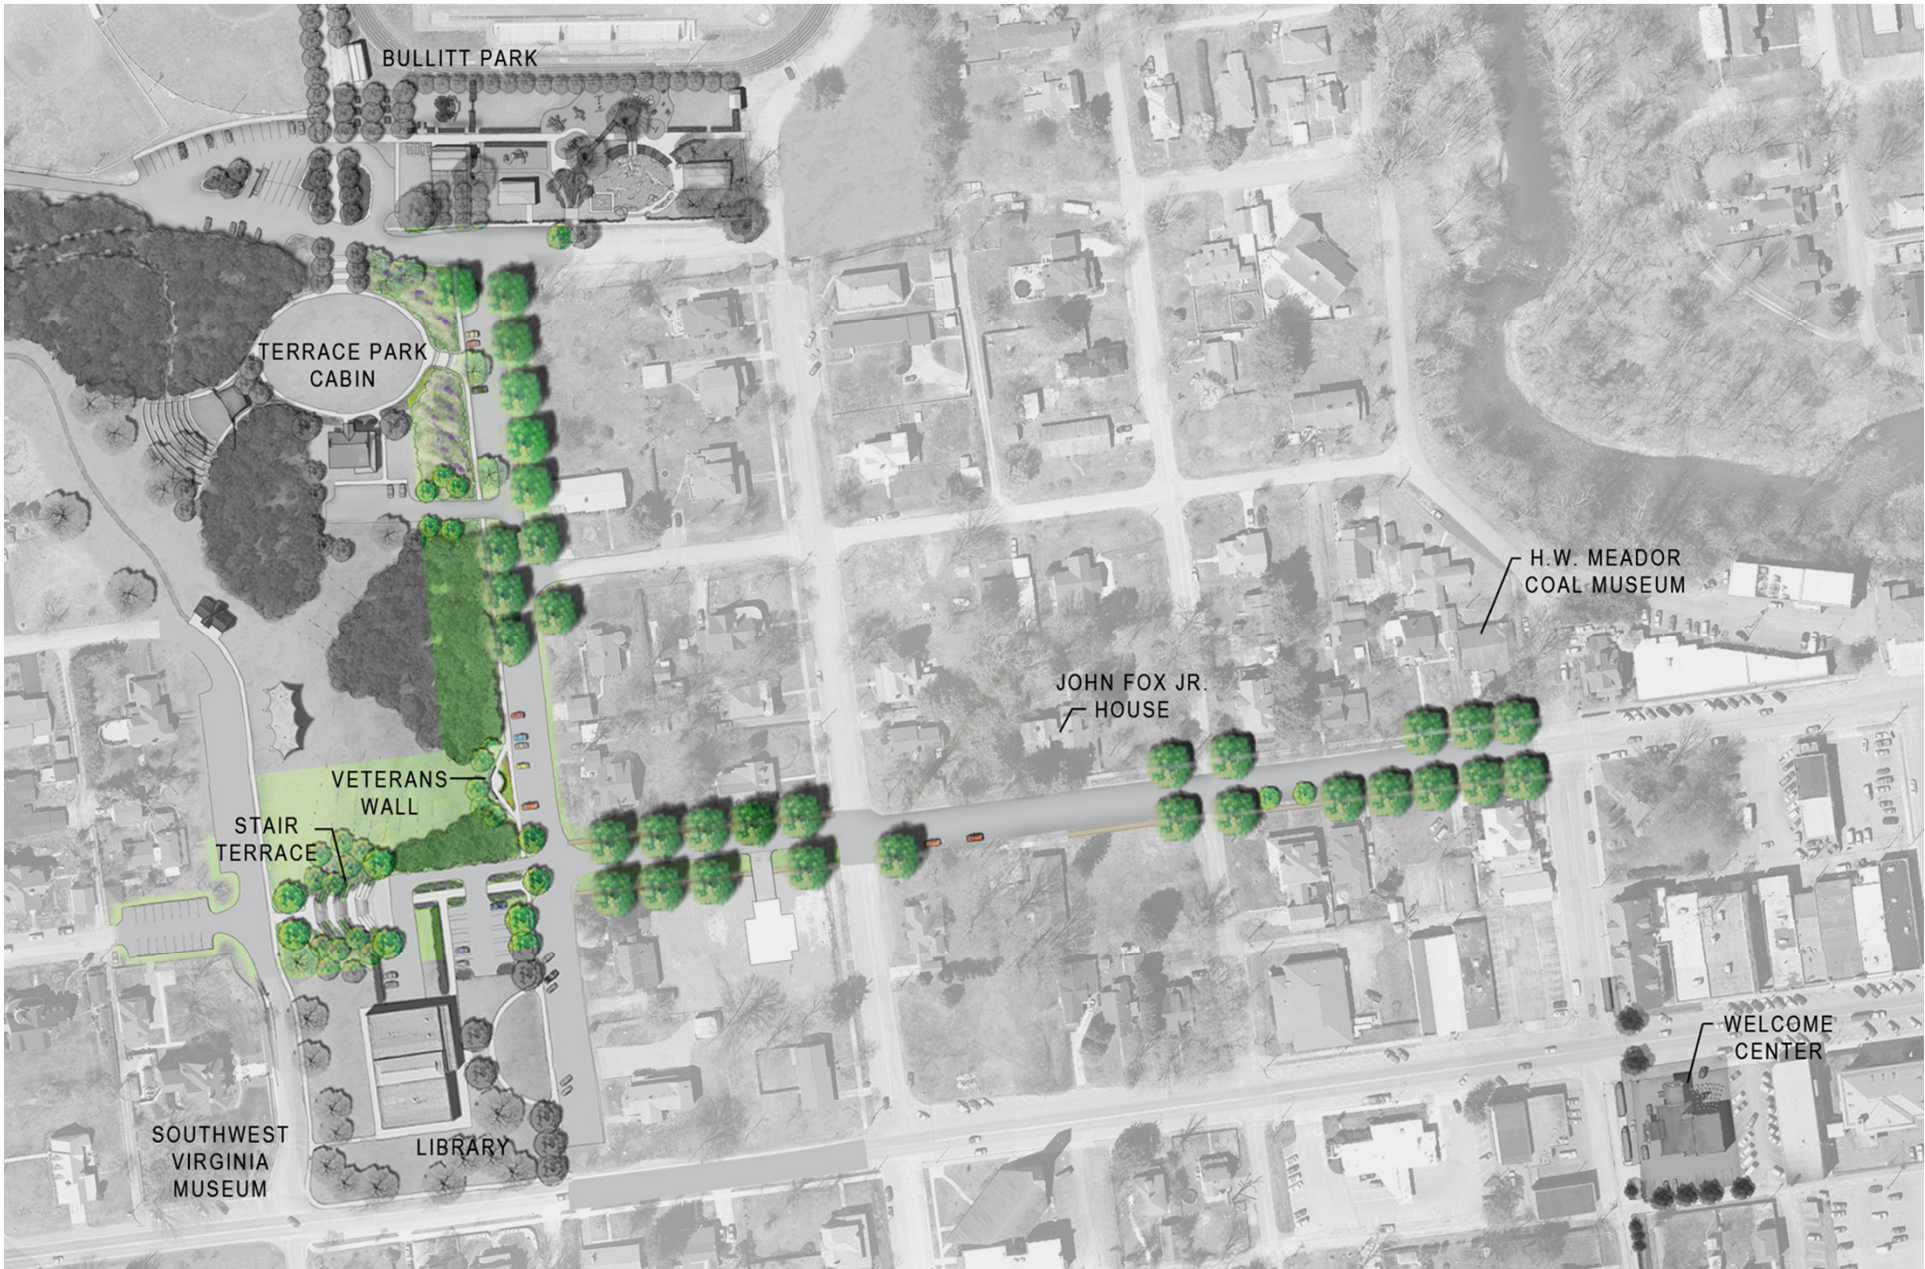 BULLITT PARK
TERRACE PARK
CABIN
H.W. MEADOR
COAL MUSEUM
JOHN FOX JR.
HOUSE
VETERANS
WALL
STAIR
TERRACE
WELCOME
CENTER
SOUTHWEST
VIRGINIA
MUSEUM
LIBRARY